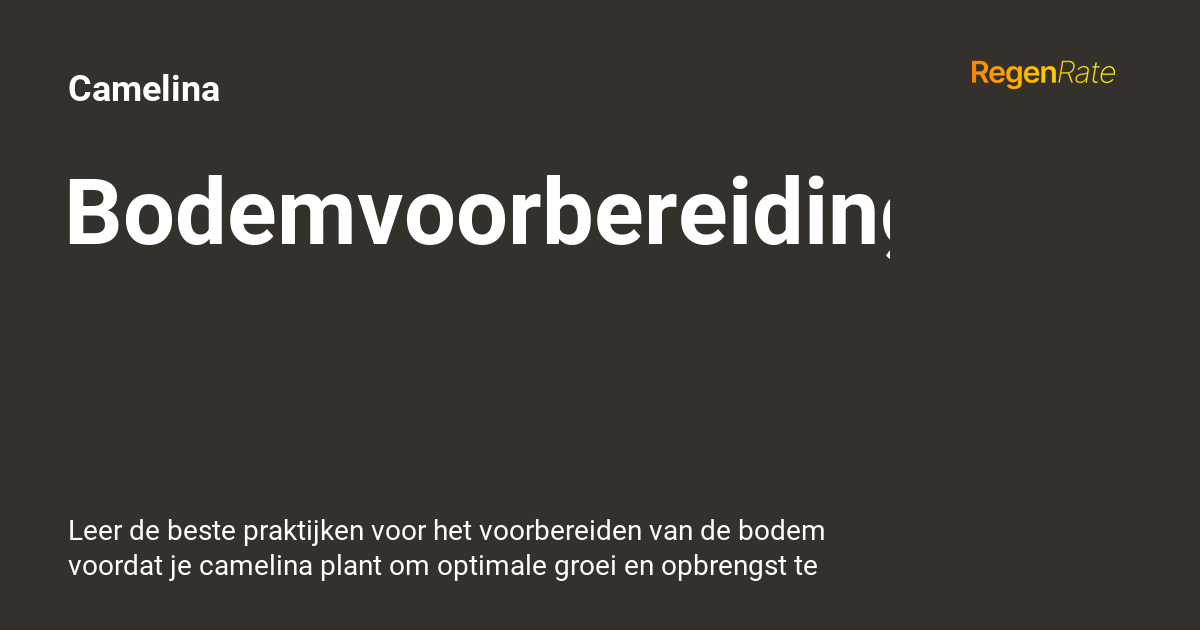 Camelina
RegenRate
Bodemvoorbereiding
Leer de beste praktijken voor het voorbereiden van de bodem
voordat je camelina plant om optimale groei en opbrengst te